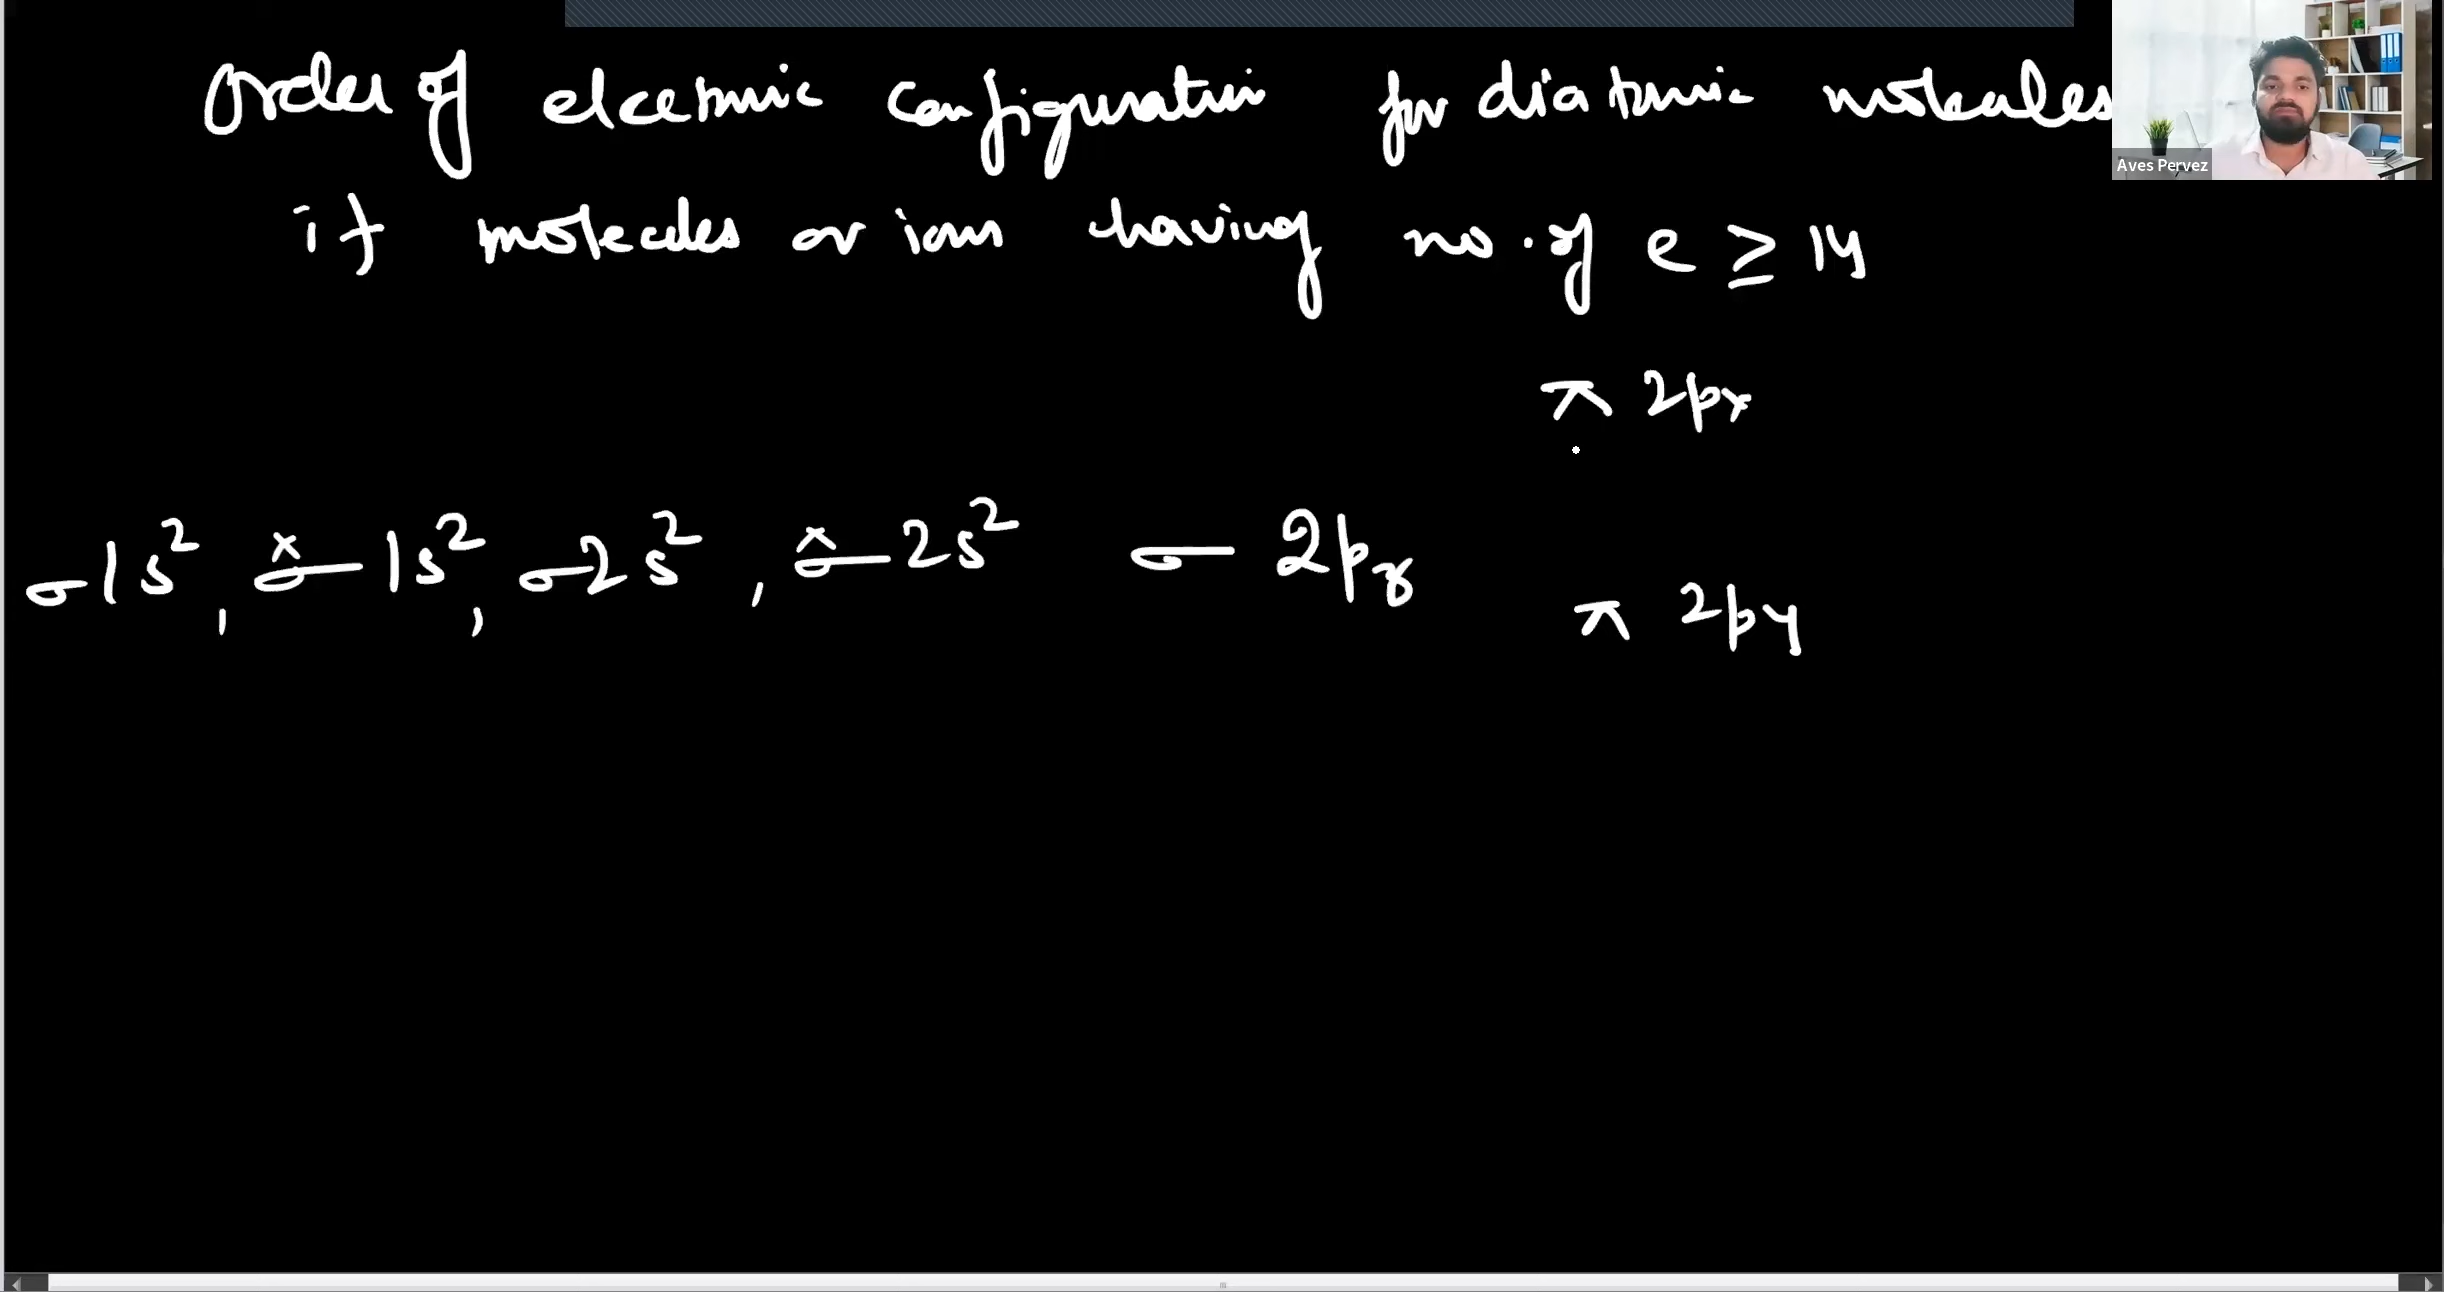 Order of elcetronic configuration for diatomic molecules
Aves Pervez
if molecules or ions having no. of e ≥ 14
π 2px
σ1s², σ*1s², σ2s², σ*2s² σ 2pz
π 2py